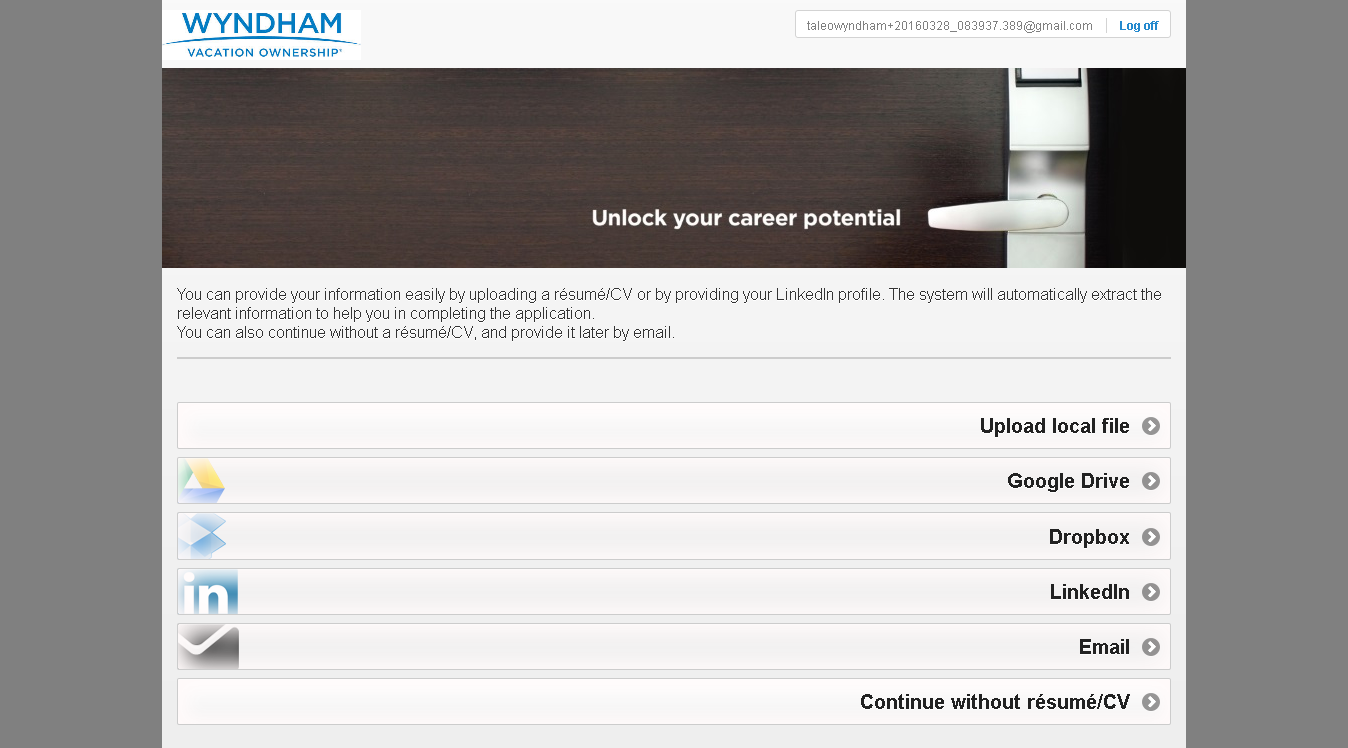 WYNDHAM
VACATION OWNERSHIP®
taleowyndham+20160328_083937.389@gmail.com Log off
Unlock your career potential
You can provide your information easily by uploading a résumé/CV or by providing your LinkedIn profile. The system will automatically extract the
relevant information to help you in completing the application.
You can also continue without a résumé/CV, and provide it later by email.
Upload local file
Google Drive
Dropbox
in LinkedIn
Email
Continue without résumé/CV